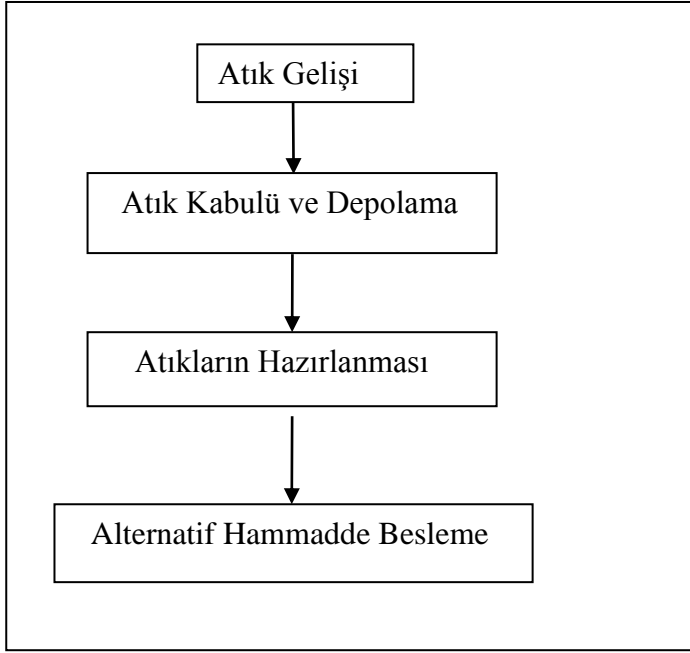 Atık Gelişi
Atık Kabulü ve Depolama
Atıkların Hazırlanması
Alternatif Hammadde Besleme